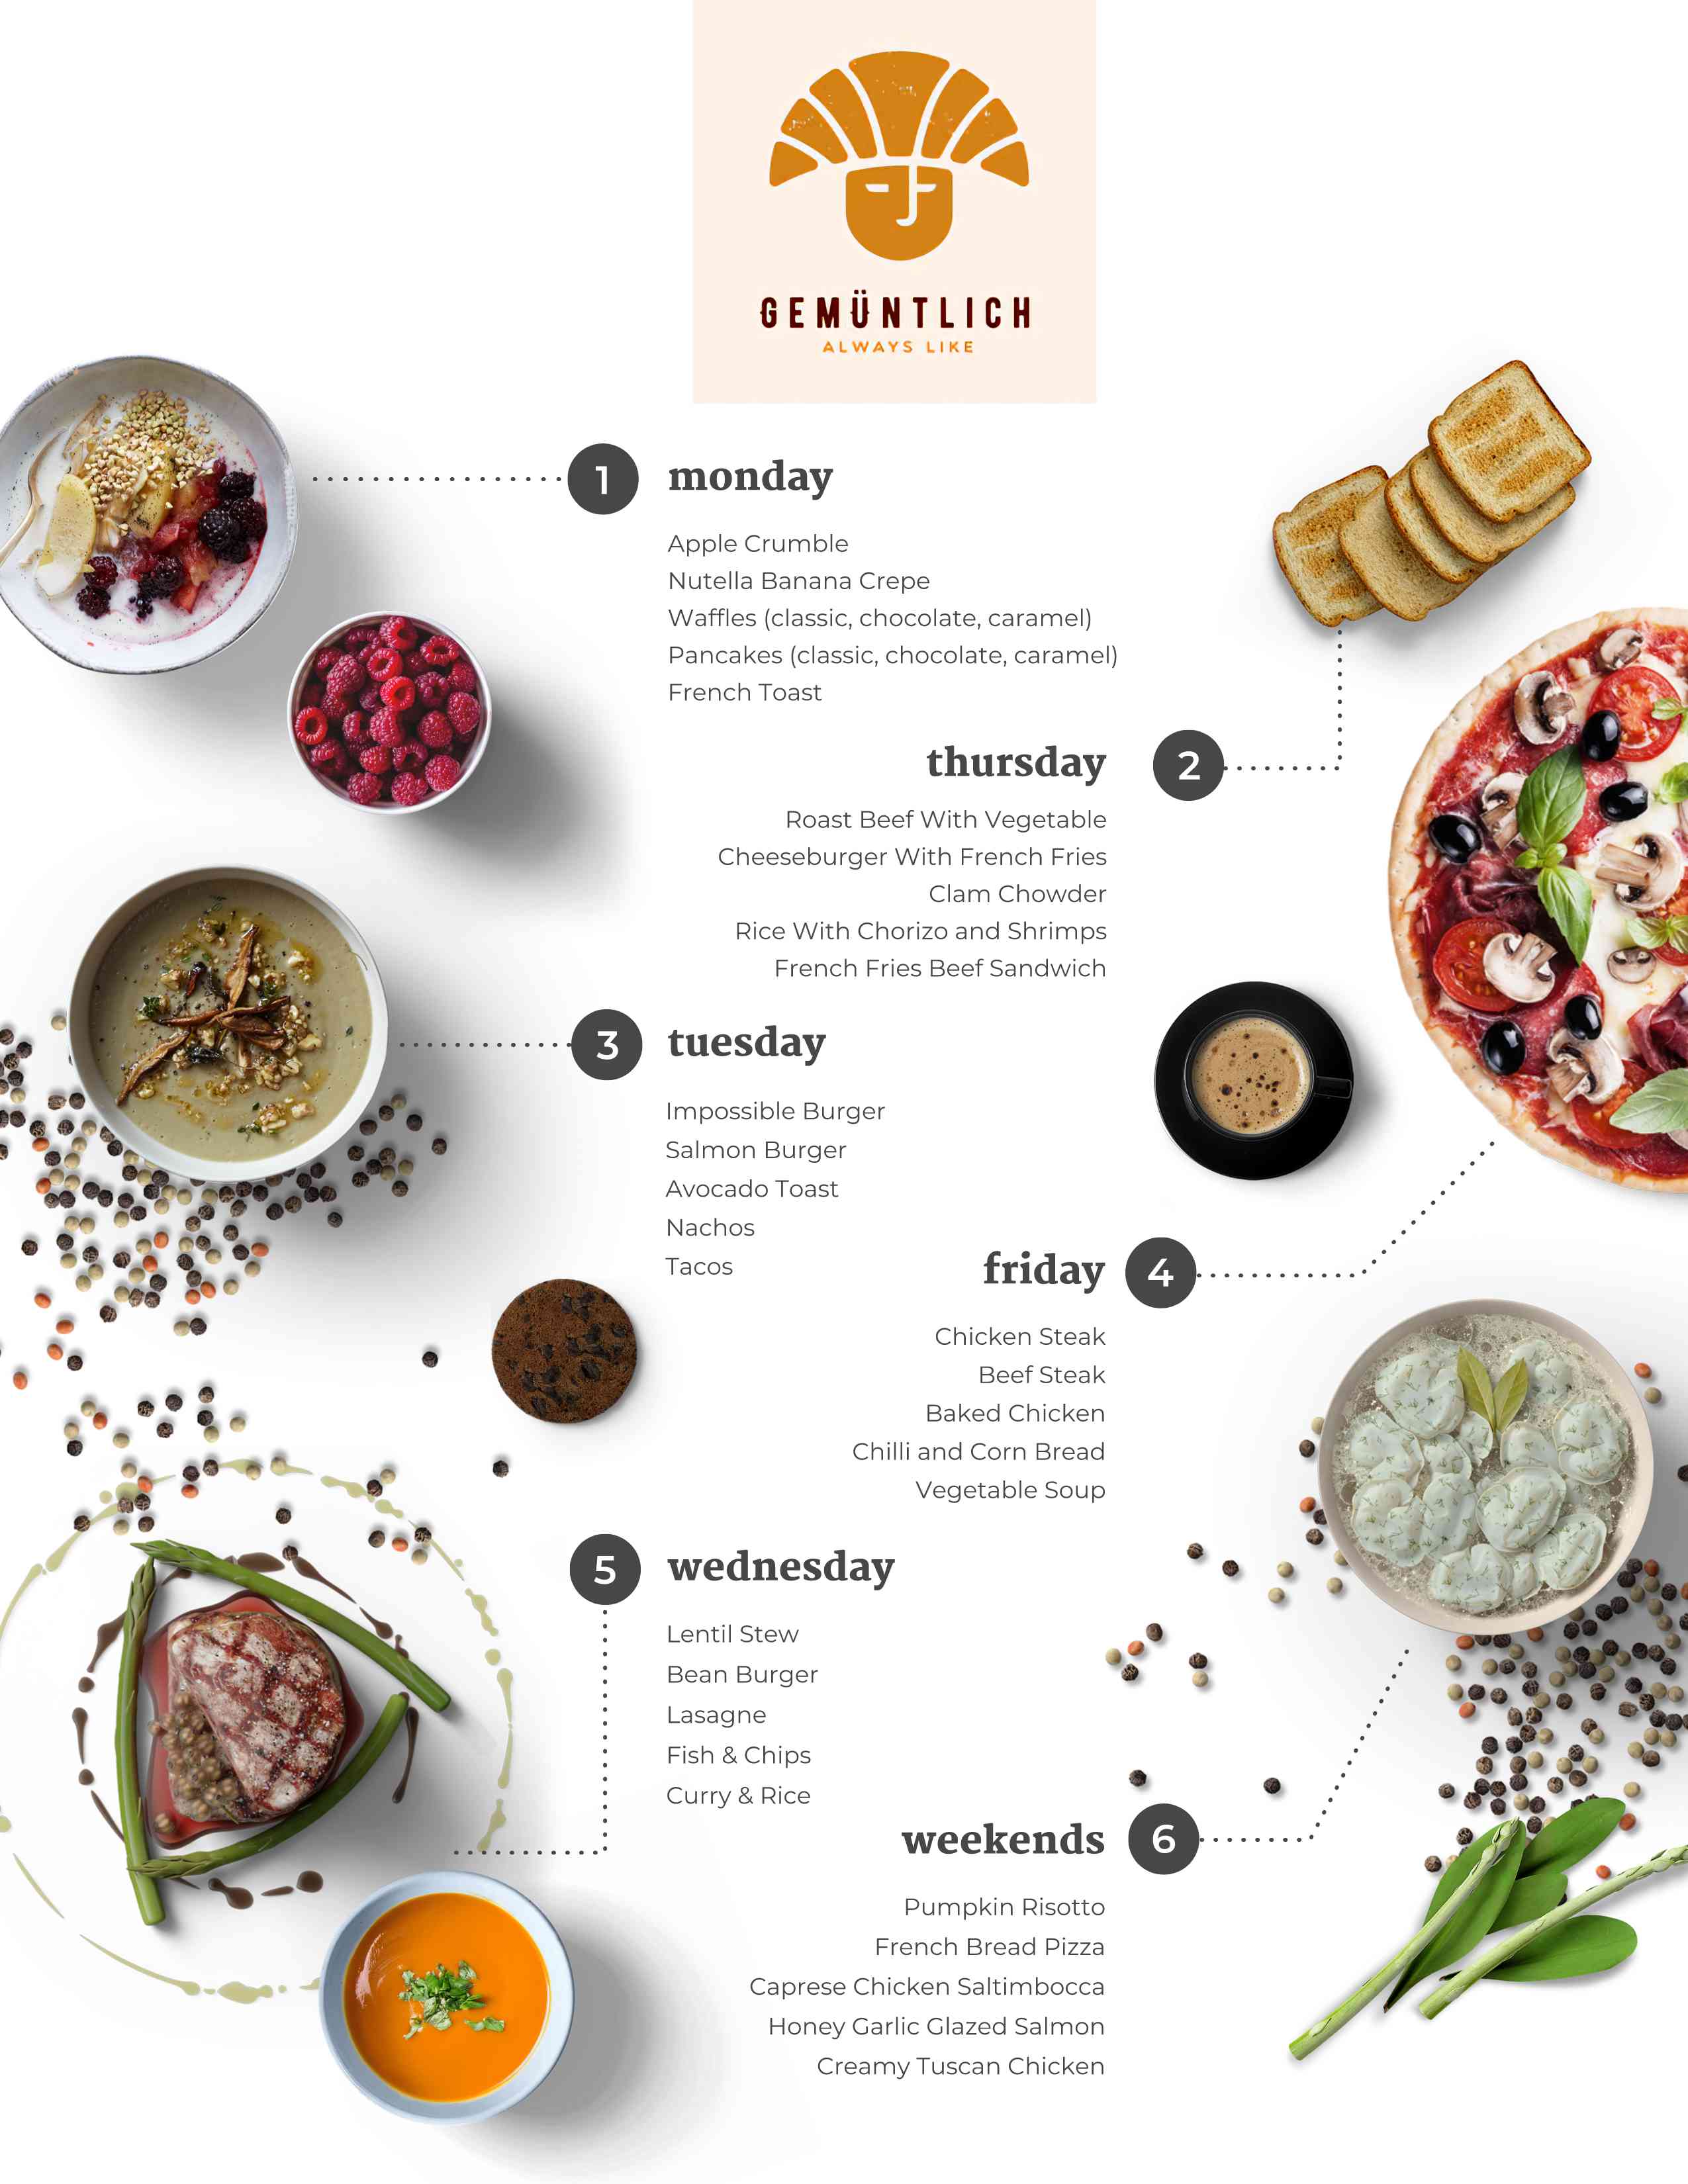 GEMÜNTLICH
ALWAYS LIKE
1 monday
Apple Crumble
Nutella Banana Crepe
Waffles (classic, chocolate, caramel)
Pancakes (classic, chocolate, caramel)
French Toast
thursday 2
Roast Beef With Vegetable
Cheeseburger With French Fries
Clam Chowder
Rice With Chorizo and Shrimps
French Fries Beef Sandwich
3 tuesday
Impossible Burger
Salmon Burger
Avocado Toast
Nachos
Tacos
friday 4
Chicken Steak
Beef Steak
Baked Chicken
Chilli and Corn Bread
Vegetable Soup
5 wednesday
Lentil Stew
Bean Burger
Lasagne
Fish & Chips
Curry & Rice
weekends 6
Pumpkin Risotto
French Bread Pizza
Caprese Chicken Saltimbocca
Honey Garlic Glazed Salmon
Creamy Tuscan Chicken